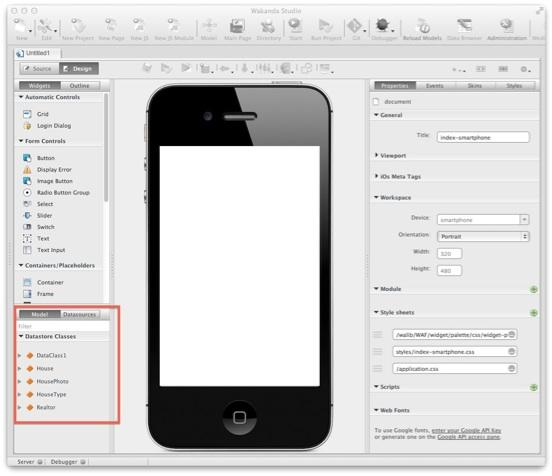 Wakanda Studio
New
Edit
New Project
New Page
New JS
New JS Module
Model
Main Page
Directory
Start
Run Project
Git
Debugger
Reload Models
Data Browser
Administration
Untitled1
Source
Design
Widgets
Outline
Automatic Controls
Grid
Login Dialog
Form Controls
Button
Display Error
Image Button
Radio Button Group
Select
Slider
Switch
Text
Text Input
Containers/Placeholders
Container
Frame
Model
Datasources
Filter
Datastore Classes
DataClass1
House
HousePhoto
HouseType
Realtor
Properties
Events
Skins
Styles
document
General
Title:
index-smartphone
Viewport
iOs Meta Tags
Workspace
Device:
smartphone
Orientation:
Portrait
Width:
320
Height:
480
Module
Style sheets
/walib/WAF/widget/palette/css/widget-p
styles/index-smartphone.css
/application.css
Scripts
Web Fonts
To use Google fonts, enter your Google API Key
or generate one on the Google API access pane.
Server
Debugger